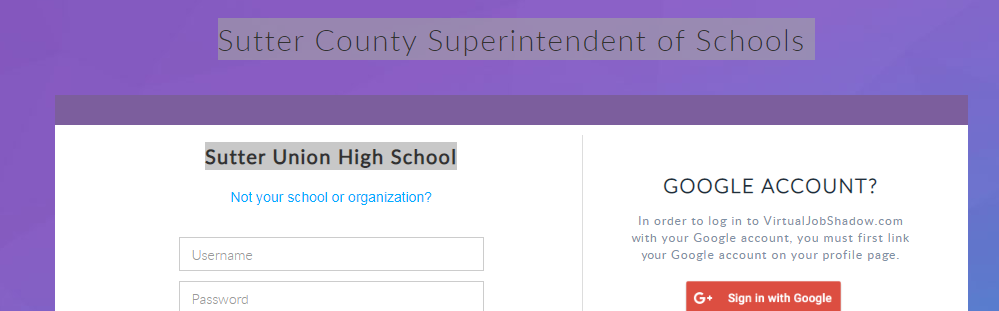 Sutter County Superintendent of Schools
Sutter Union High School
Not your school or organization?
Username
Password
GOOGLE ACCOUNT?
In order to log in to VirtualJobShadow.com
with your Google account, you must first link
your Google account on your profile page.
G+ Sign in with Google